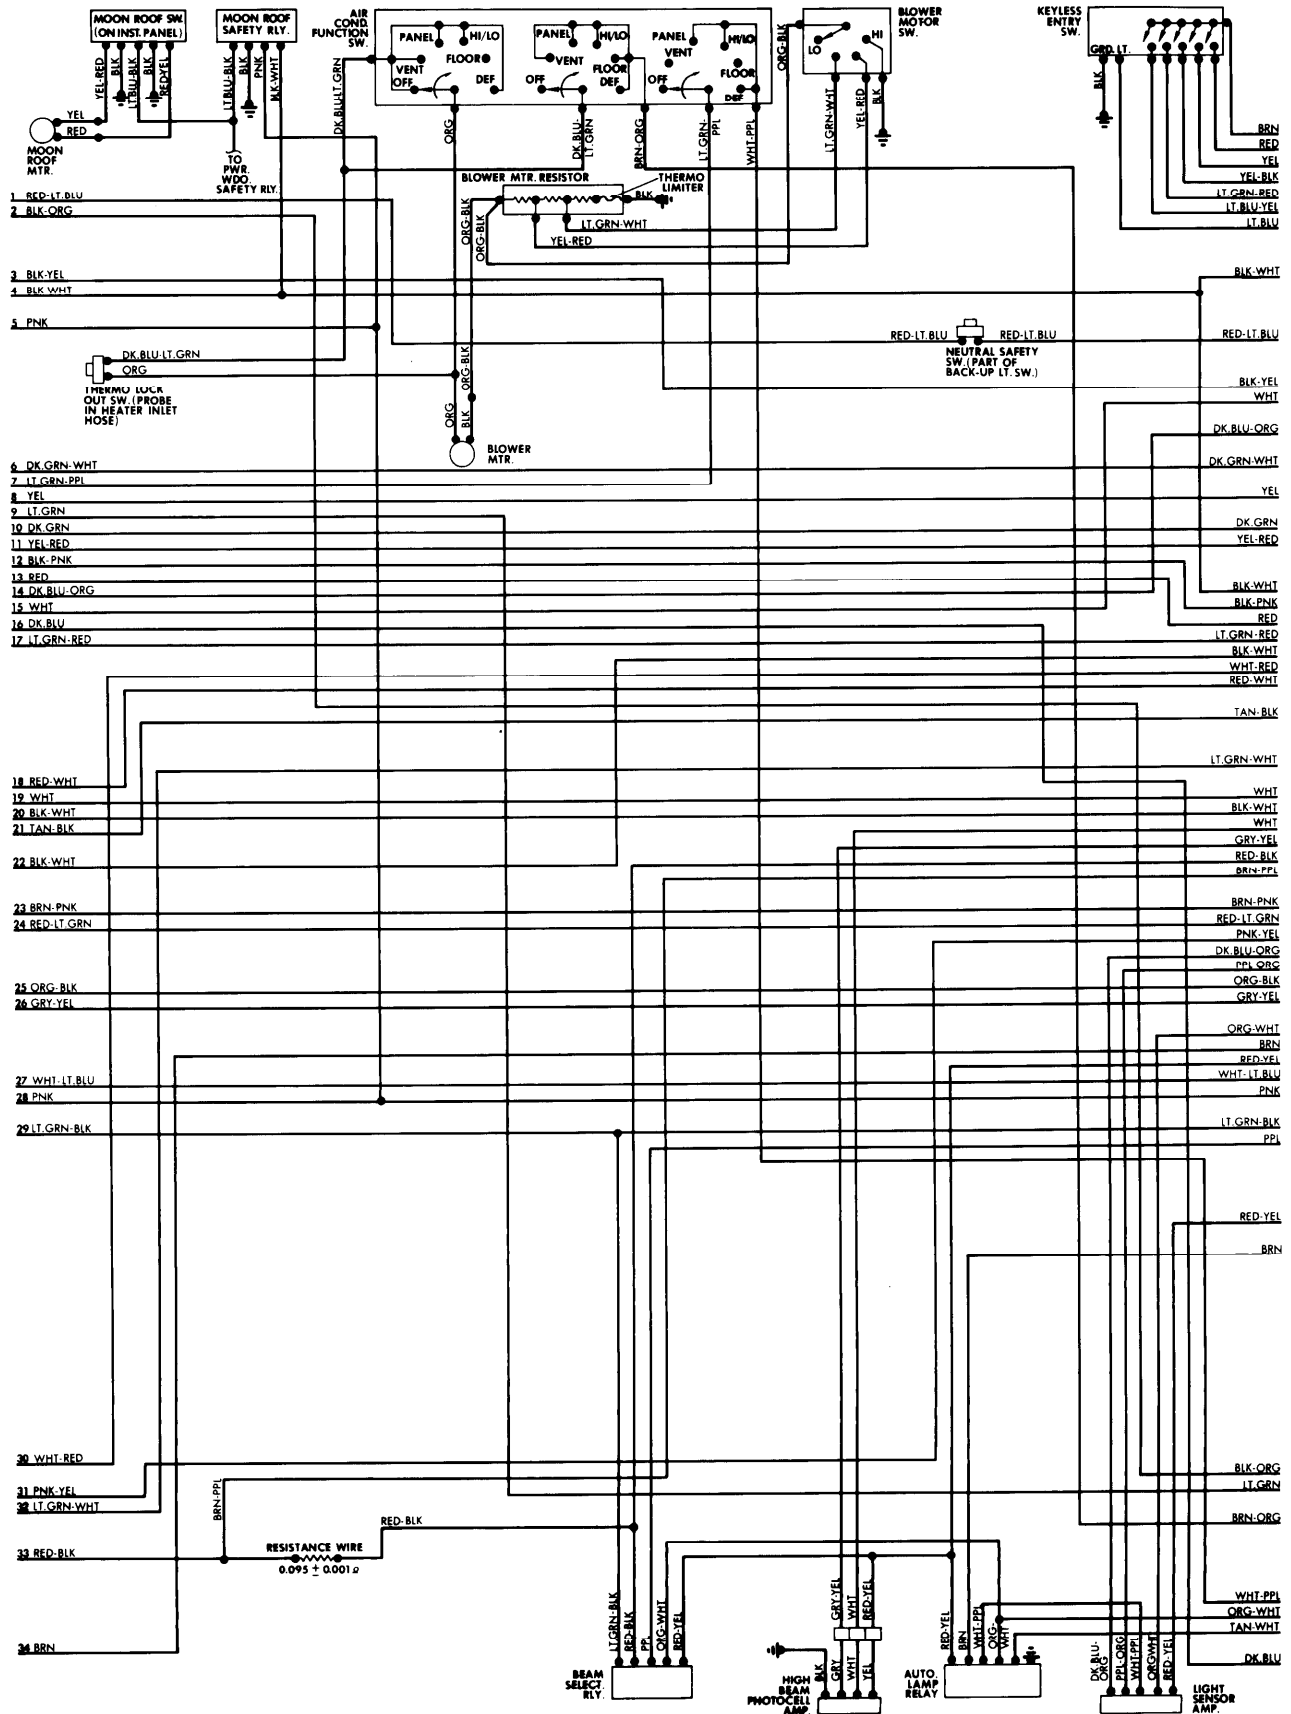 MOON ROOF SW.
(ON INST. PANEL)
MOON ROOF
SAFETY RLY.
AIR
COND.
FUNCTION
SW.
PANEL
HI/LO
VENT
FLOOR
OFF
DEF
PANEL
HI/LO
VENT
FLOOR
OFF
DEF
PANEL
HI/LO
VENT
FLOOR
OFF
DEF
BLOWER
MOTOR
SW.
LO
HI
KEYLESS
ENTRY
SW.
GRD. LT.
YEL-RED
BLK
LT.BLU-BLK
BLK
RED-YEL
LT.BLU-BLK
BLK
PNK
BLK-WHT
DK.BLU-LT.GRN
ORG
DK.BLU-
LT.GRN
BRN-ORG
LT.GRN-
PPL
WHT-PPL
ORG-BLK
LT.GRN-WHT
YEL-RED
BLK
BLK
YEL
RED
MOON
ROOF
MTR.
TO
PWR.
WDO.
SAFETY RLY.
BLOWER MTR. RESISTOR
THERMO
LIMITER
BLK
ORG-BLK
ORG-BLK
LT.GRN-WHT
YEL-RED
BRN
RED
YEL
YEL-BLK
LT.GRN-RED
LT.BLU-YEL
LT.BLU
1 RED-LT.BLU
2 BLK-ORG
3 BLK-YEL
4 BLK WHT
5 PNK
BLK-WHT
RED-LT.BLU
RED-LT.BLU
RED-LT.BLU
NEUTRAL SAFETY
SW.(PART OF
BACK-UP LT. SW.)
DK.BLU-LT.GRN
ORG
THERMO LOCK
OUT SW.(PROBE
IN HEATER INLET
HOSE)
ORG-BLK
ORG
BLK
BLOWER
MTR.
BLK-YEL
WHT
DK.BLU-ORG
6 DK.GRN-WHT
DK.GRN-WHT
7 LT.GRN-PPL
8 YEL
YEL
9 LT.GRN
10 DK.GRN
DK.GRN
11 YEL-RED
YEL-RED
12 BLK-PNK
13 RED
14 DK.BLU-ORG
BLK-WHT
15 WHT
BLK-PNK
16 DK.BLU
RED
17 LT.GRN-RED
LT.GRN-RED
BLK-WHT
WHT-RED
RED-WHT
TAN-BLK
LT.GRN-WHT
18 RED-WHT
19 WHT
WHT
20 BLK-WHT
BLK-WHT
21 TAN-BLK
WHT
GRY-YEL
22 BLK-WHT
RED-BLK
BRN-PPL
23 BRN-PNK
BRN-PNK
24 RED-LT.GRN
RED-LT.GRN
PNK-YEL
DK.BLU-ORG
PPL ORG
25 ORG-BLK
ORG-BLK
26 GRY-YEL
GRY-YEL
ORG-WHT
BRN
RED-YEL
27 WHT-LT.BLU
WHT-LT.BLU
28 PNK
PNK
29 LT.GRN-BLK
LT.GRN-BLK
PPL
RED-YEL
BRN
30 WHT-RED
31 PNK-YEL
32 LT.GRN-WHT
BRN-PPL
BLK-ORG
LT.GRN
BRN-ORG
RED-BLK
33 RED-BLK
RESISTANCE WIRE
0.095 ± 0.001Ω
34 BRN
LT.GRN-BLK
RED-BLK
PPL
ORG-WHT
RED-YEL
BEAM
SELECT.
RLY.
GRY-YEL
WHT
RED-YEL
BLK
GRY
WHT
YEL
HIGH
BEAM
PHOTOCELL
AMP.
RED-YEL
BRN
WHT-PPL
ORG-
WHT
AUTO.
LAMP
RELAY
DK.BLU-
ORG
PPL-ORG
WHT-PPL
ORGWHT
RED-YEL
LIGHT
SENSOR
AMP.
WHT-PPL
ORG-WHT
TAN-WHT
DK.BLU